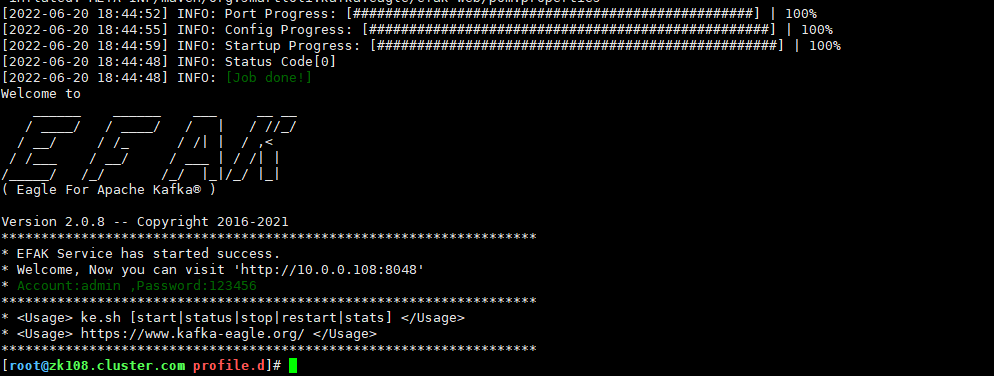 [2022-06-20 18:44:52] INFO: Port Progress: [##################################################] | 100%
[2022-06-20 18:44:55] INFO: Config Progress: [##################################################] | 100%
[2022-06-20 18:44:59] INFO: Startup Progress: [##################################################] | 100%
[2022-06-20 18:44:48] INFO: Status Code[0]
[2022-06-20 18:44:48] INFO: [Job done!]
Welcome to
EFAK
( Eagle For Apache Kafka® )
Version 2.0.8 -- Copyright 2016-2021
*******************************************************************
* EFAK Service has started success.
* Welcome, Now you can visit 'http://10.0.0.108:8048'
* Account:admin ,Password:123456
*******************************************************************
* <Usage> ke.sh [start|status|stop|restart|stats] </Usage>
* <Usage> https://www.kafka-eagle.org/ </Usage>
*******************************************************************
[root@zk108.cluster.com profile.d]#